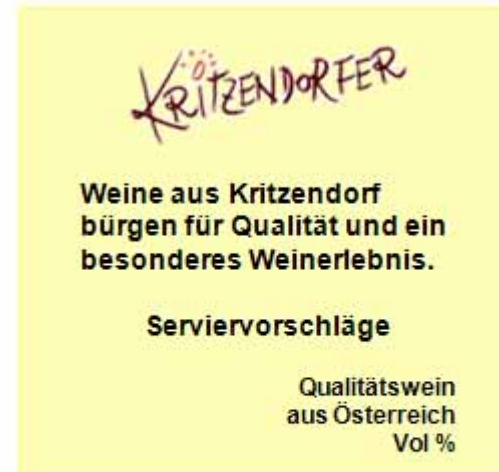 KRITZENDORFER
Weine aus Kritzendorf
bürgen für Qualität und ein
besonderes Weinerlebnis.
Serviervorschläge
Qualitätswein
aus Österreich
Vol %